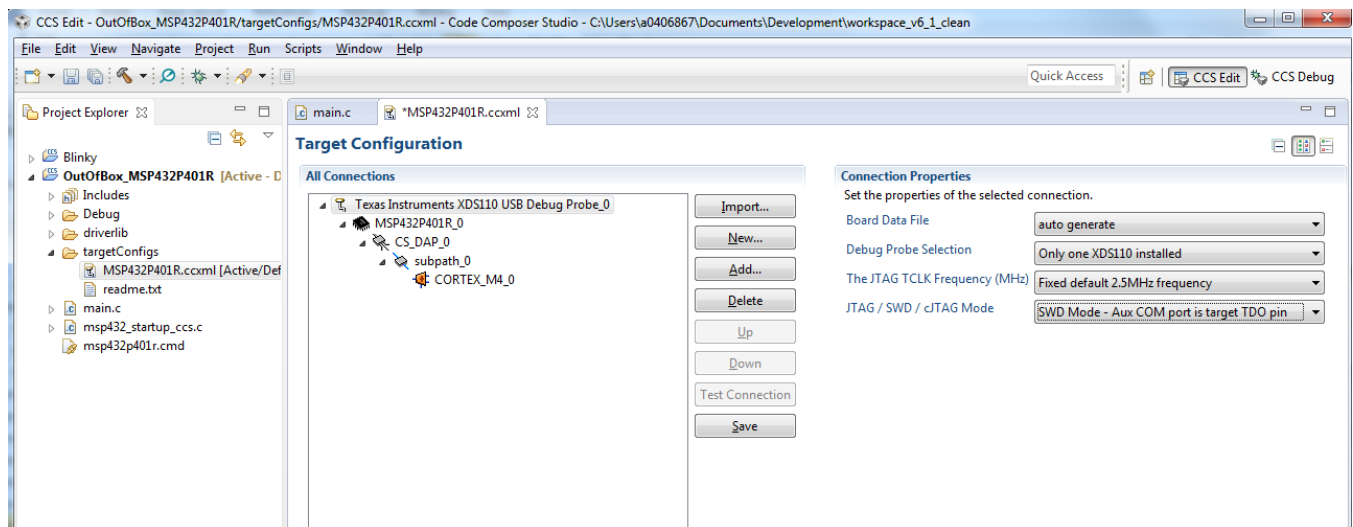 CCS Edit - OutOfBox_MSP432P401R/targetConfigs/MSP432P401R.ccxml - Code Composer Studio - C:\Users\a0406867\Documents\Development\workspace_v6_1_clean
File Edit View Navigate Project Run Scripts Window Help
Quick Access CCS Edit CCS Debug
Project Explorer
main.c *MSP432P401R.ccxml
Blinky
OutOfBox_MSP432P401R [Active - D
Includes
Debug
driverlib
targetConfigs
MSP432P401R.ccxml [Active/Def
readme.txt
main.c
msp432_startup_ccs.c
msp432p401r.cmd
Target Configuration
All Connections
Texas Instruments XDS110 USB Debug Probe_0
MSP432P401R_0
CS_DAP_0
subpath_0
CORTEX_M4_0
Import...
New...
Add...
Delete
Up
Down
Test Connection
Save
Connection Properties
Set the properties of the selected connection.
Board Data File auto generate
Debug Probe Selection Only one XDS110 installed
The JTAG TCLK Frequency (MHz) Fixed default 2.5MHz frequency
JTAG / SWD / cJTAG Mode SWD Mode - Aux COM port is target TDO pin